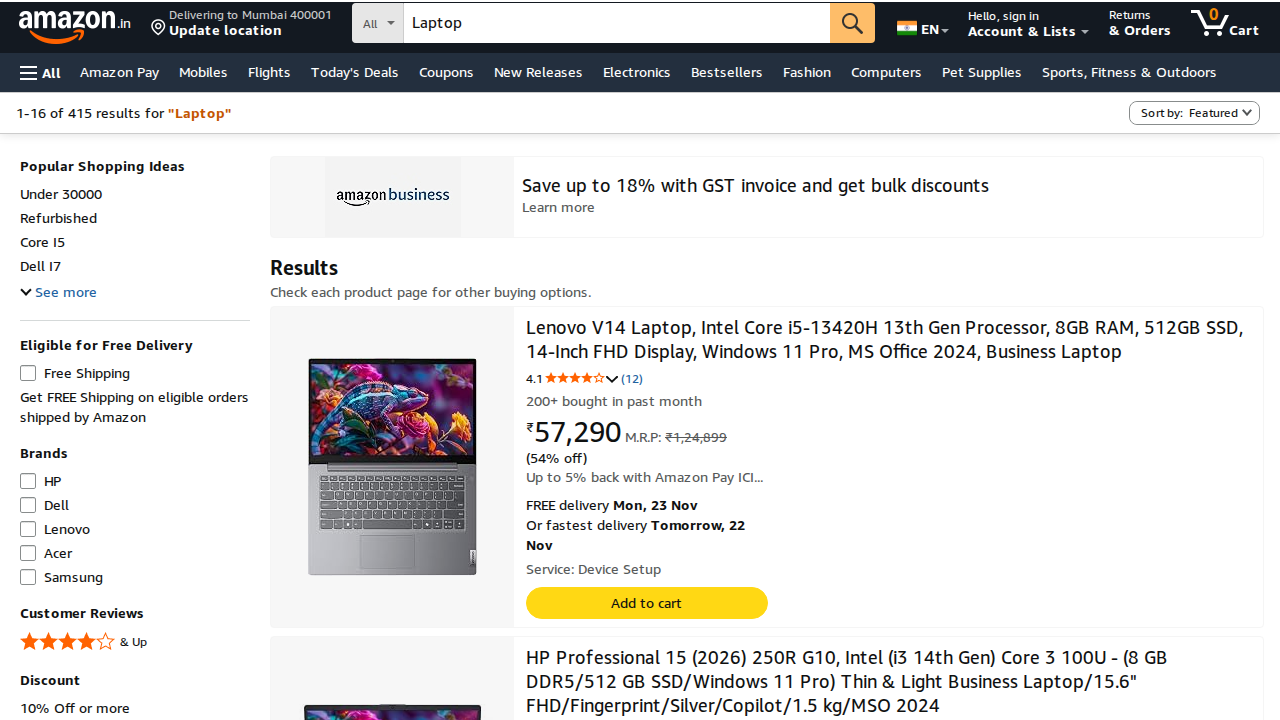 amazon.in
Delivering to Mumbai 400001
Update location
All
Laptop
EN
Hello, sign in
Account & Lists
Returns
& Orders
0
Cart
All
Amazon Pay
Mobiles
Flights
Today's Deals
Coupons
New Releases
Electronics
Bestsellers
Fashion
Computers
Pet Supplies
Sports, Fitness & Outdoors
1-16 of 415 results for "Laptop"
Sort by: Featured
Popular Shopping Ideas
Under 30000
Refurbished
Core I5
Dell I7
See more
Eligible for Free Delivery
Free Shipping
Get FREE Shipping on eligible orders
shipped by Amazon
Brands
HP
Dell
Lenovo
Acer
Samsung
Customer Reviews
& Up
Discount
10% Off or more
amazon business
Save up to 18% with GST invoice and get bulk discounts
Learn more
Results
Check each product page for other buying options.
Lenovo V14 Laptop, Intel Core i5-13420H 13th Gen Processor, 8GB RAM, 512GB SSD,
14-Inch FHD Display, Windows 11 Pro, MS Office 2024, Business Laptop
4.1 (12)
200+ bought in past month
₹57,290 M.R.P: ₹1,24,899
(54% off)
Up to 5% back with Amazon Pay ICI...
FREE delivery Mon, 23 Nov
Or fastest delivery Tomorrow, 22
Nov
Service: Device Setup
Add to cart
HP Professional 15 (2026) 250R G10, Intel (i3 14th Gen) Core 3 100U - (8 GB
DDR5/512 GB SSD/Windows 11 Pro) Thin & Light Business Laptop/15.6"
FHD/Fingerprint/Silver/Copilot/1.5 kg/MSO 2024